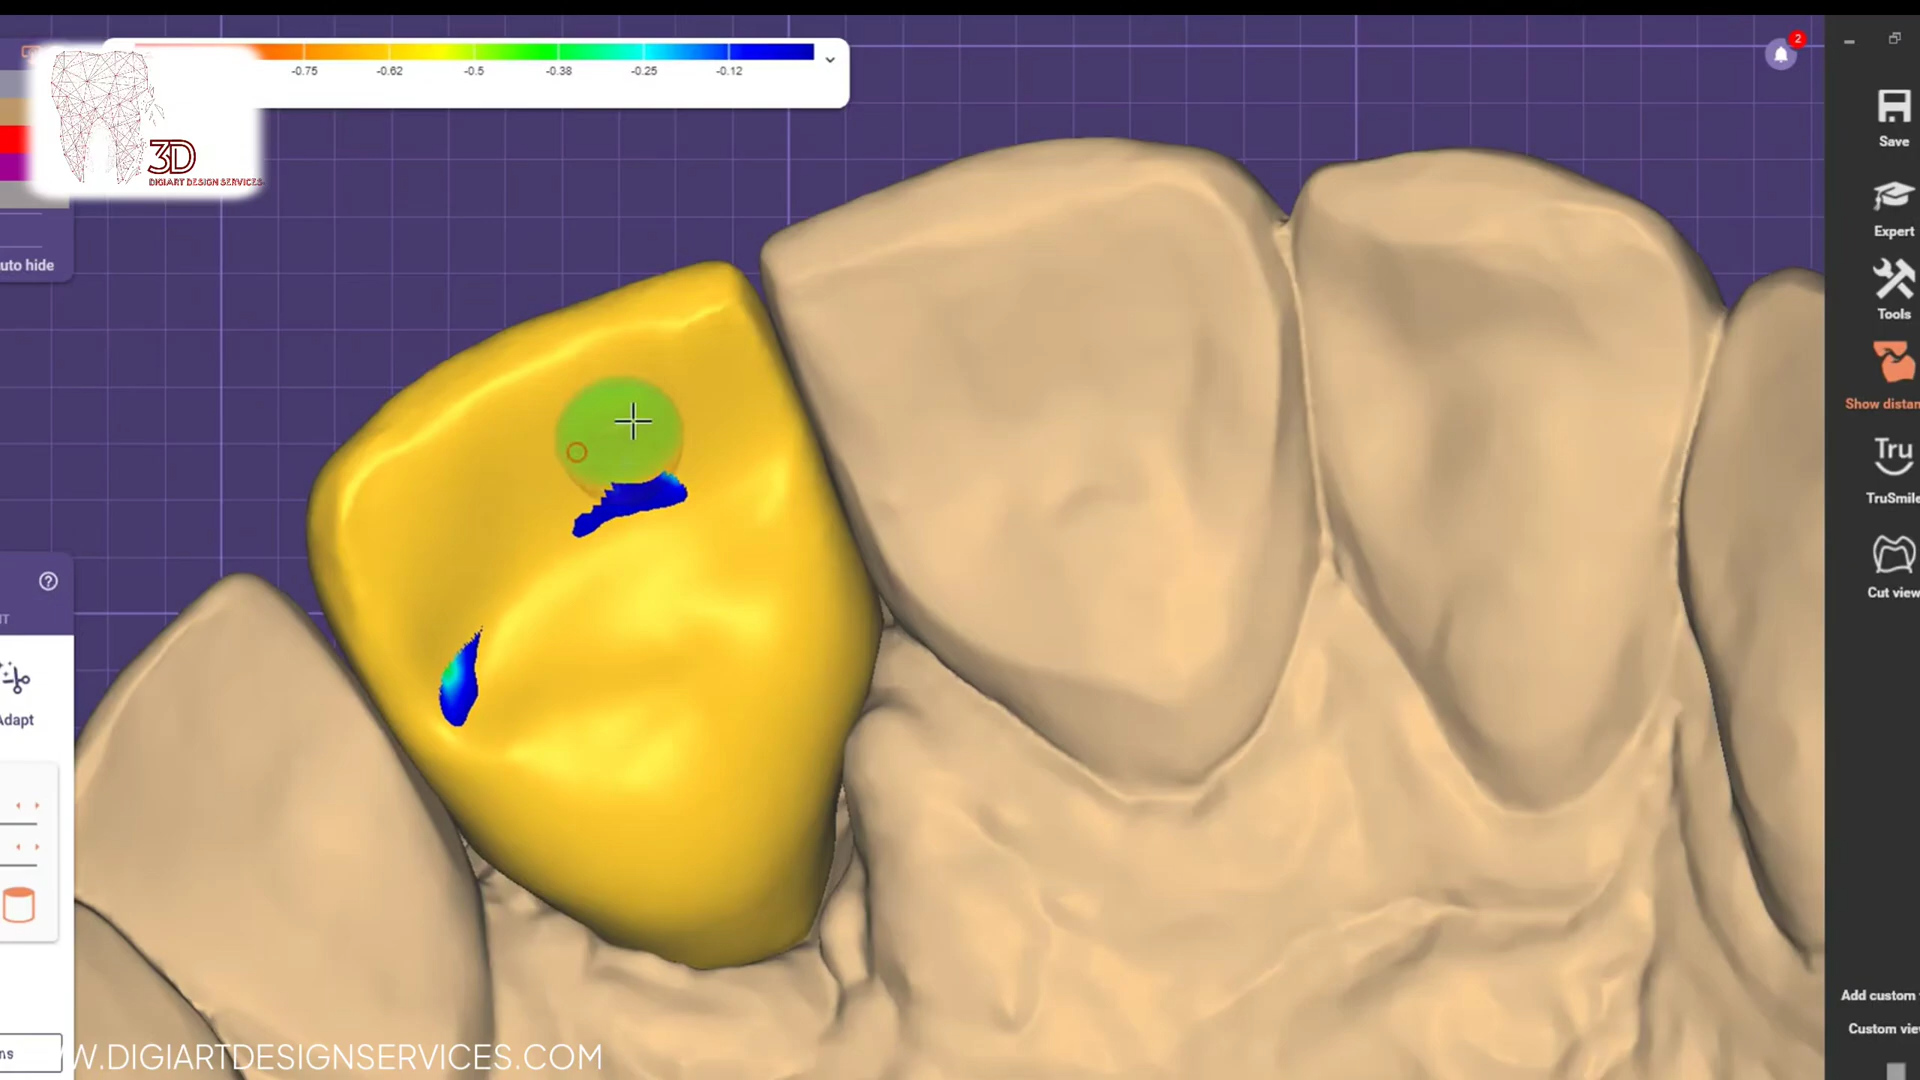 -0.75 -0.62 -0.5 -0.38 -0.25 -0.12
2
3D
DIGIART DESIGN SERVICES
Save
Expert
uto hide
Tools
Show distan
TruSmile
Tru
Cut view
IT
Adapt
Add custom
Custom vie
ns
W.DIGIARTDESIGNSERVICES.COM